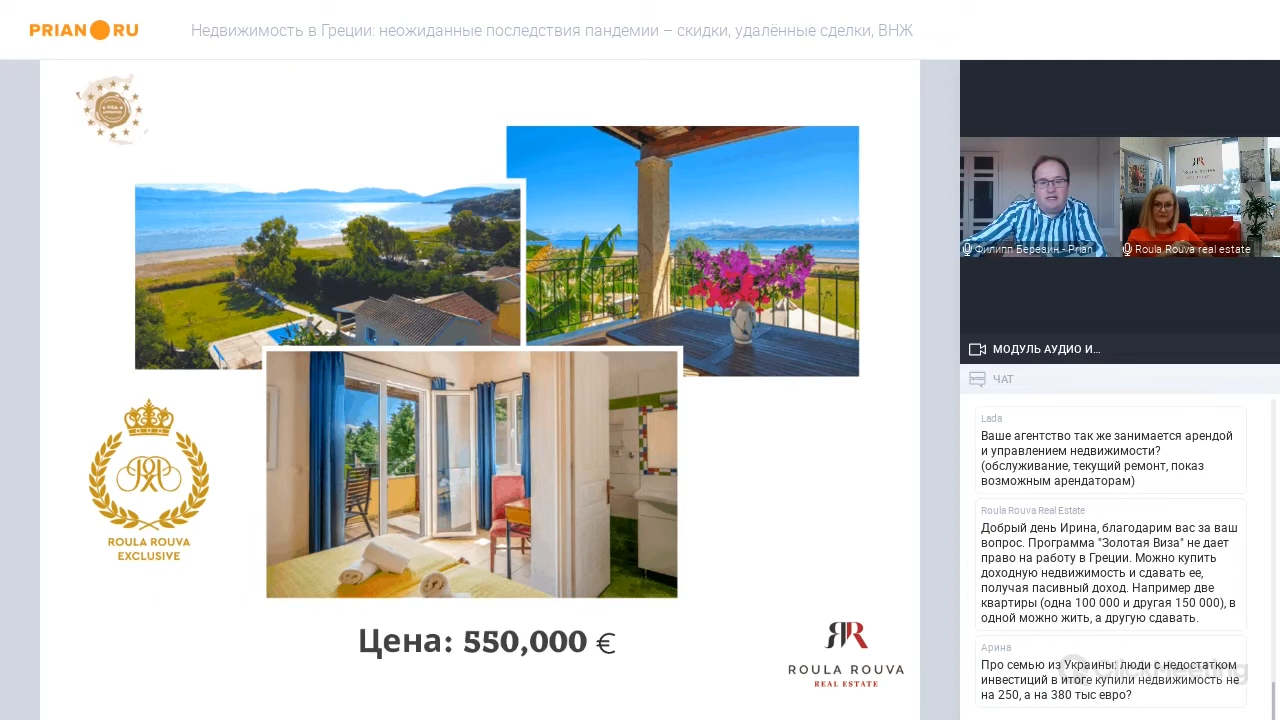 PRIAN RU
Недвижимость в Греции: неожиданные последствия пандемии – скидки, удалённые сделки, ВНЖ
ROULA ROUVA
EXCLUSIVE
Цена: 550,000 €
ROULA ROUVA
REAL ESTATE
Филипп Березин - Prian
Roula Rouva real estate
МОДУЛЬ АУДИО И...
ЧАТ
Lada
Ваше агентство так же занимается арендой
и управлением недвижимости?
(обслуживание, текущий ремонт, показ
возможным арендаторам)
Roula Rouva Real Estate
Добрый день Ирина, благодарим вас за ваш
вопрос. Программа "Золотая Виза" не дает
право на работу в Греции. Можно купить
доходную недвижимость и сдавать ее,
получая пасивный доход. Например две
квартиры (одна 100 000 и другая 150 000), в
одной можно жить, а другую сдавать.
Арина
Про семью из Украины: люди с недостатком
инвестиций в итоге купили недвижимость не
на 250, а на 380 тыс евро?
ClickMeeting